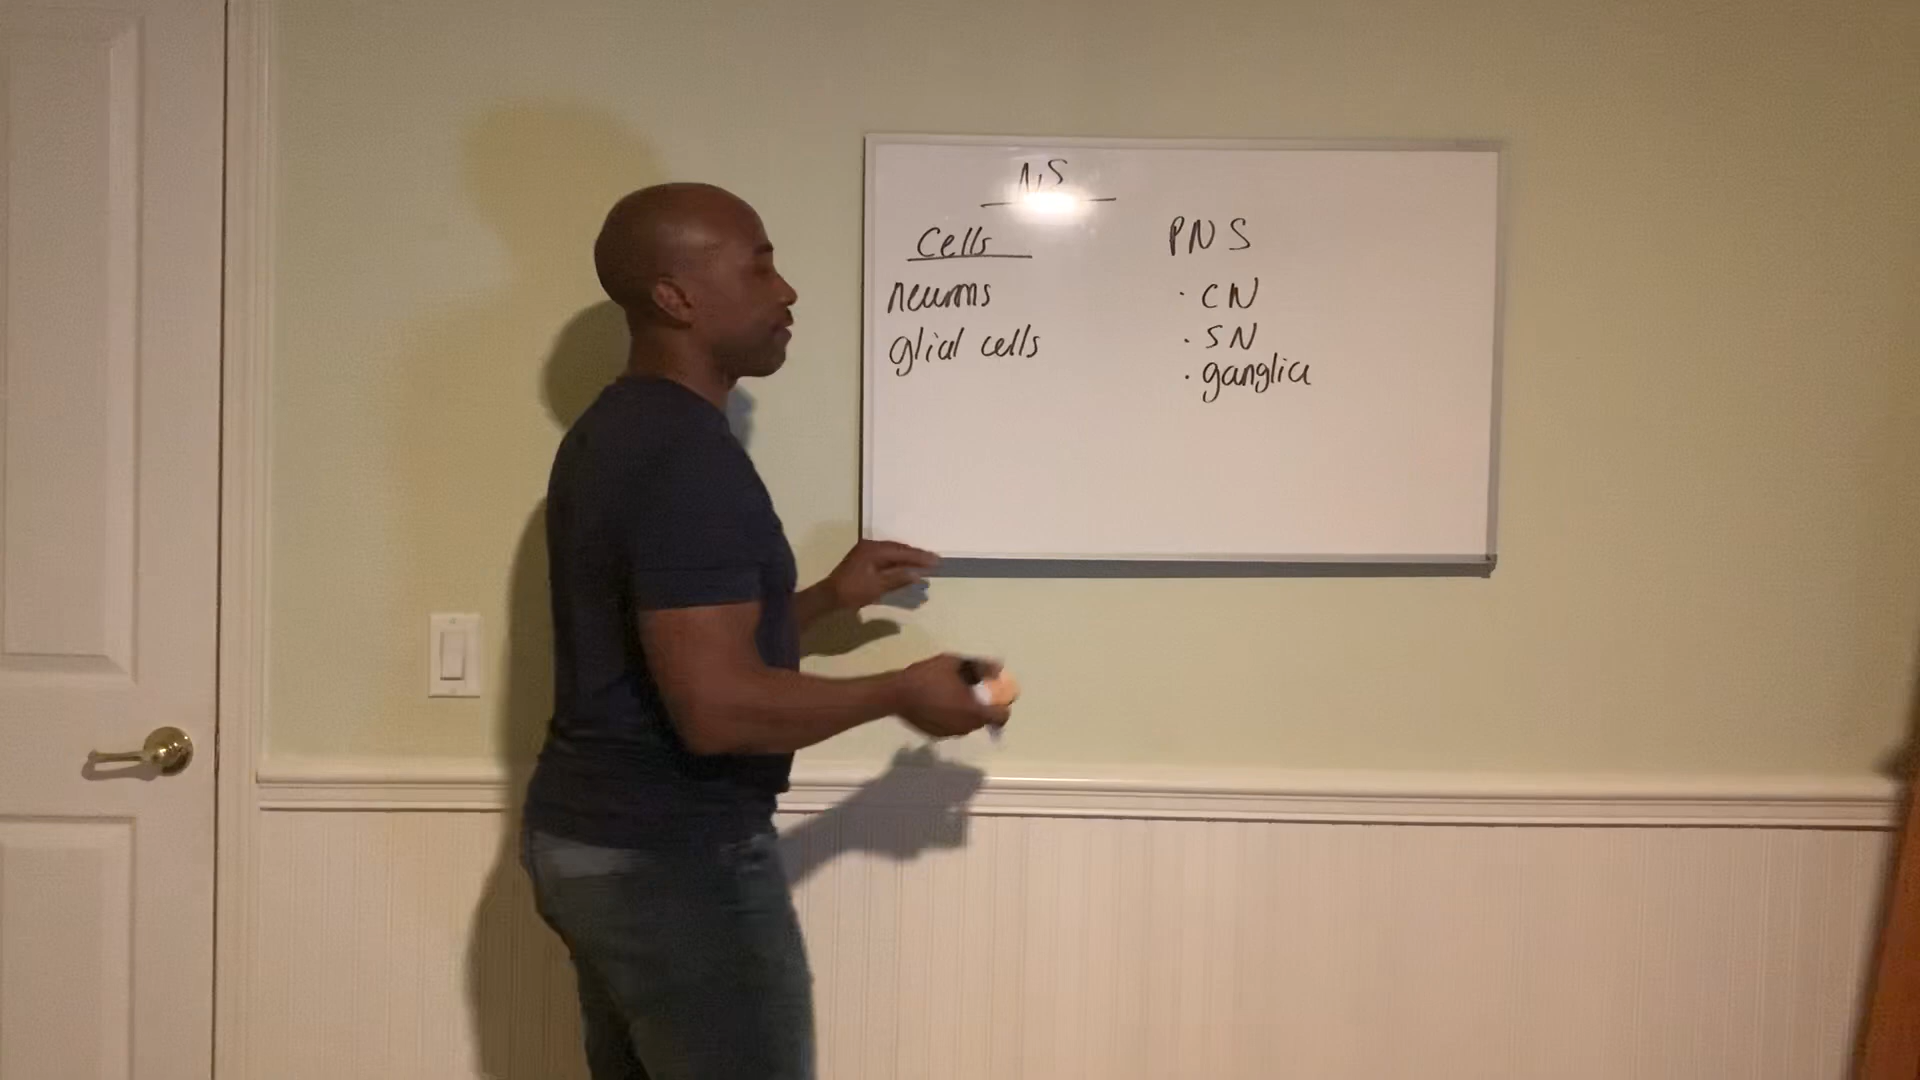 NS
Cells
neurons
glial cells
PNS
· CN
· SN
· ganglia